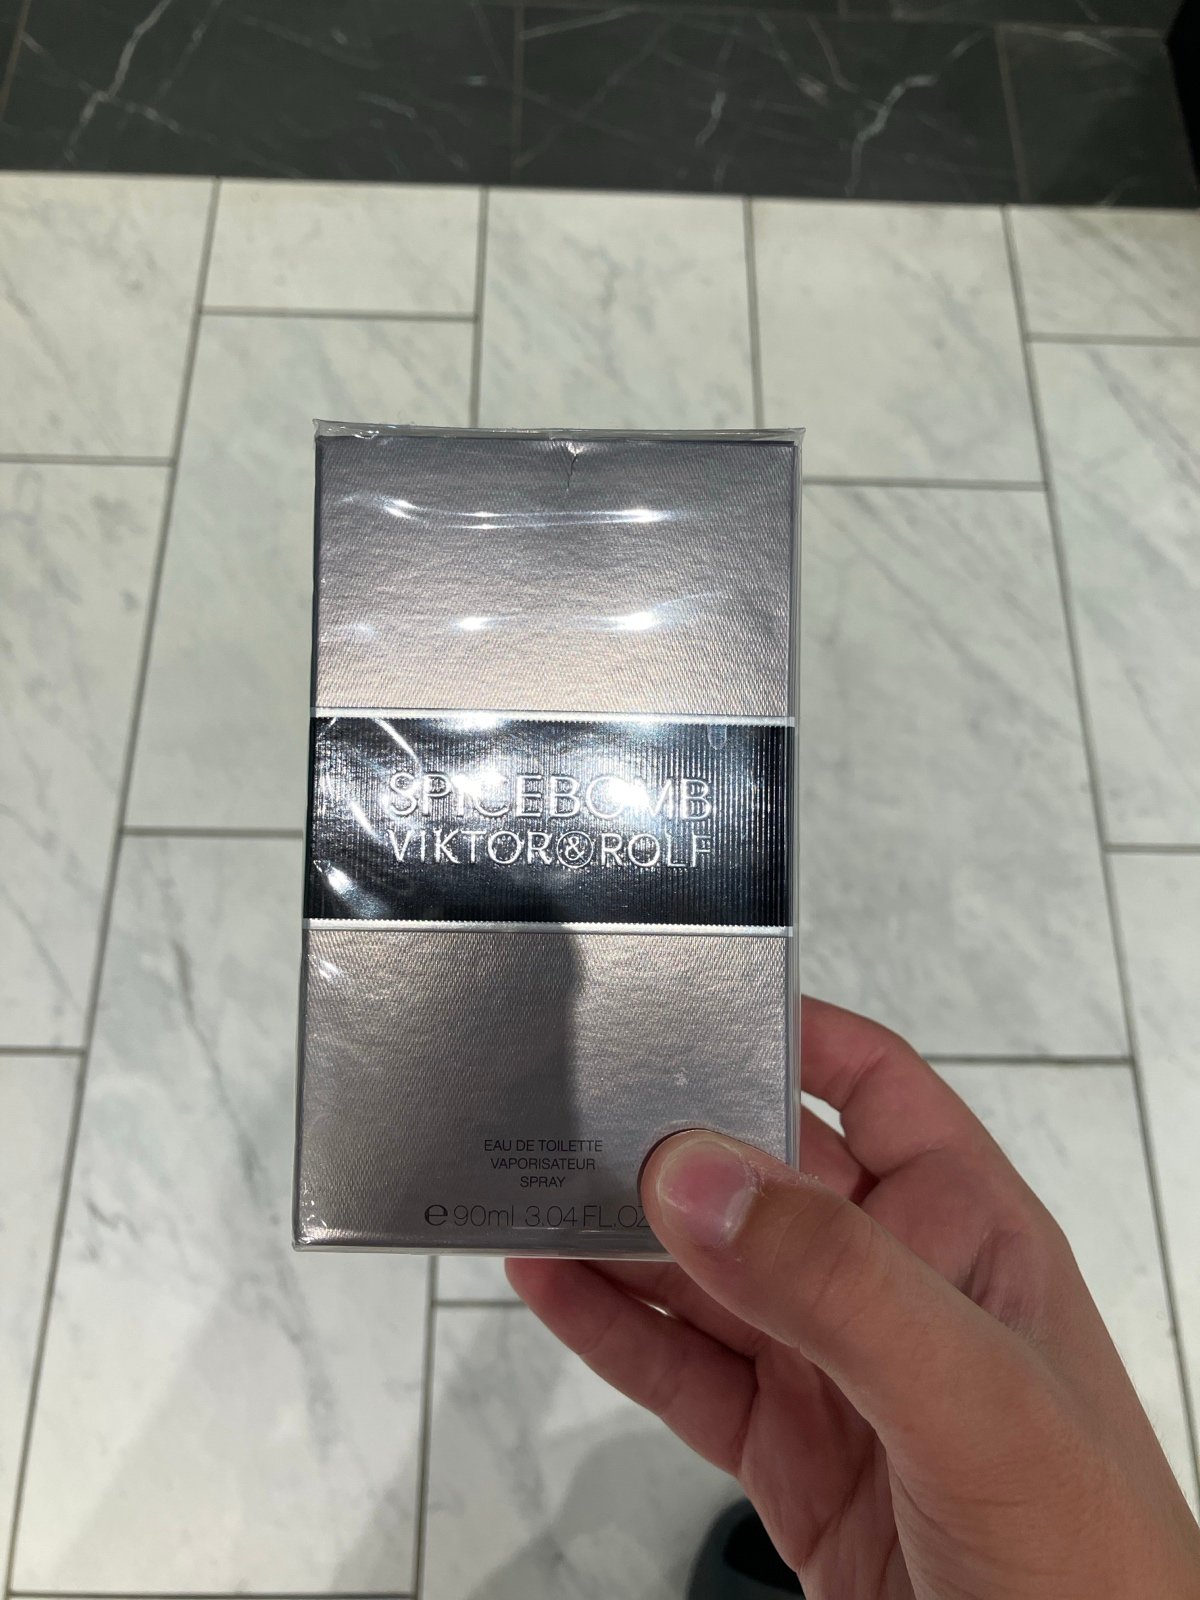 SPICEBOMB
VIKTOR&ROLF
EAU DE TOILETTE
VAPORISATEUR
SPRAY
℮ 90ml 3.04 FL.OZ